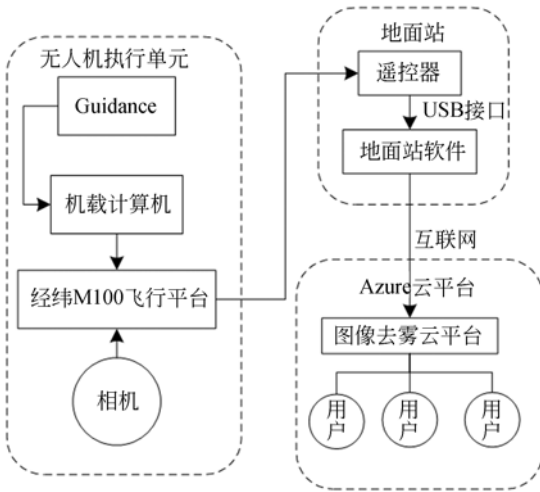 无人机执行单元
Guidance
机载计算机
经纬M100飞行平台
相机
地面站
遥控器
USB接口
地面站软件
互联网
Azure云平台
图像去雾云平台
用户
用户
用户